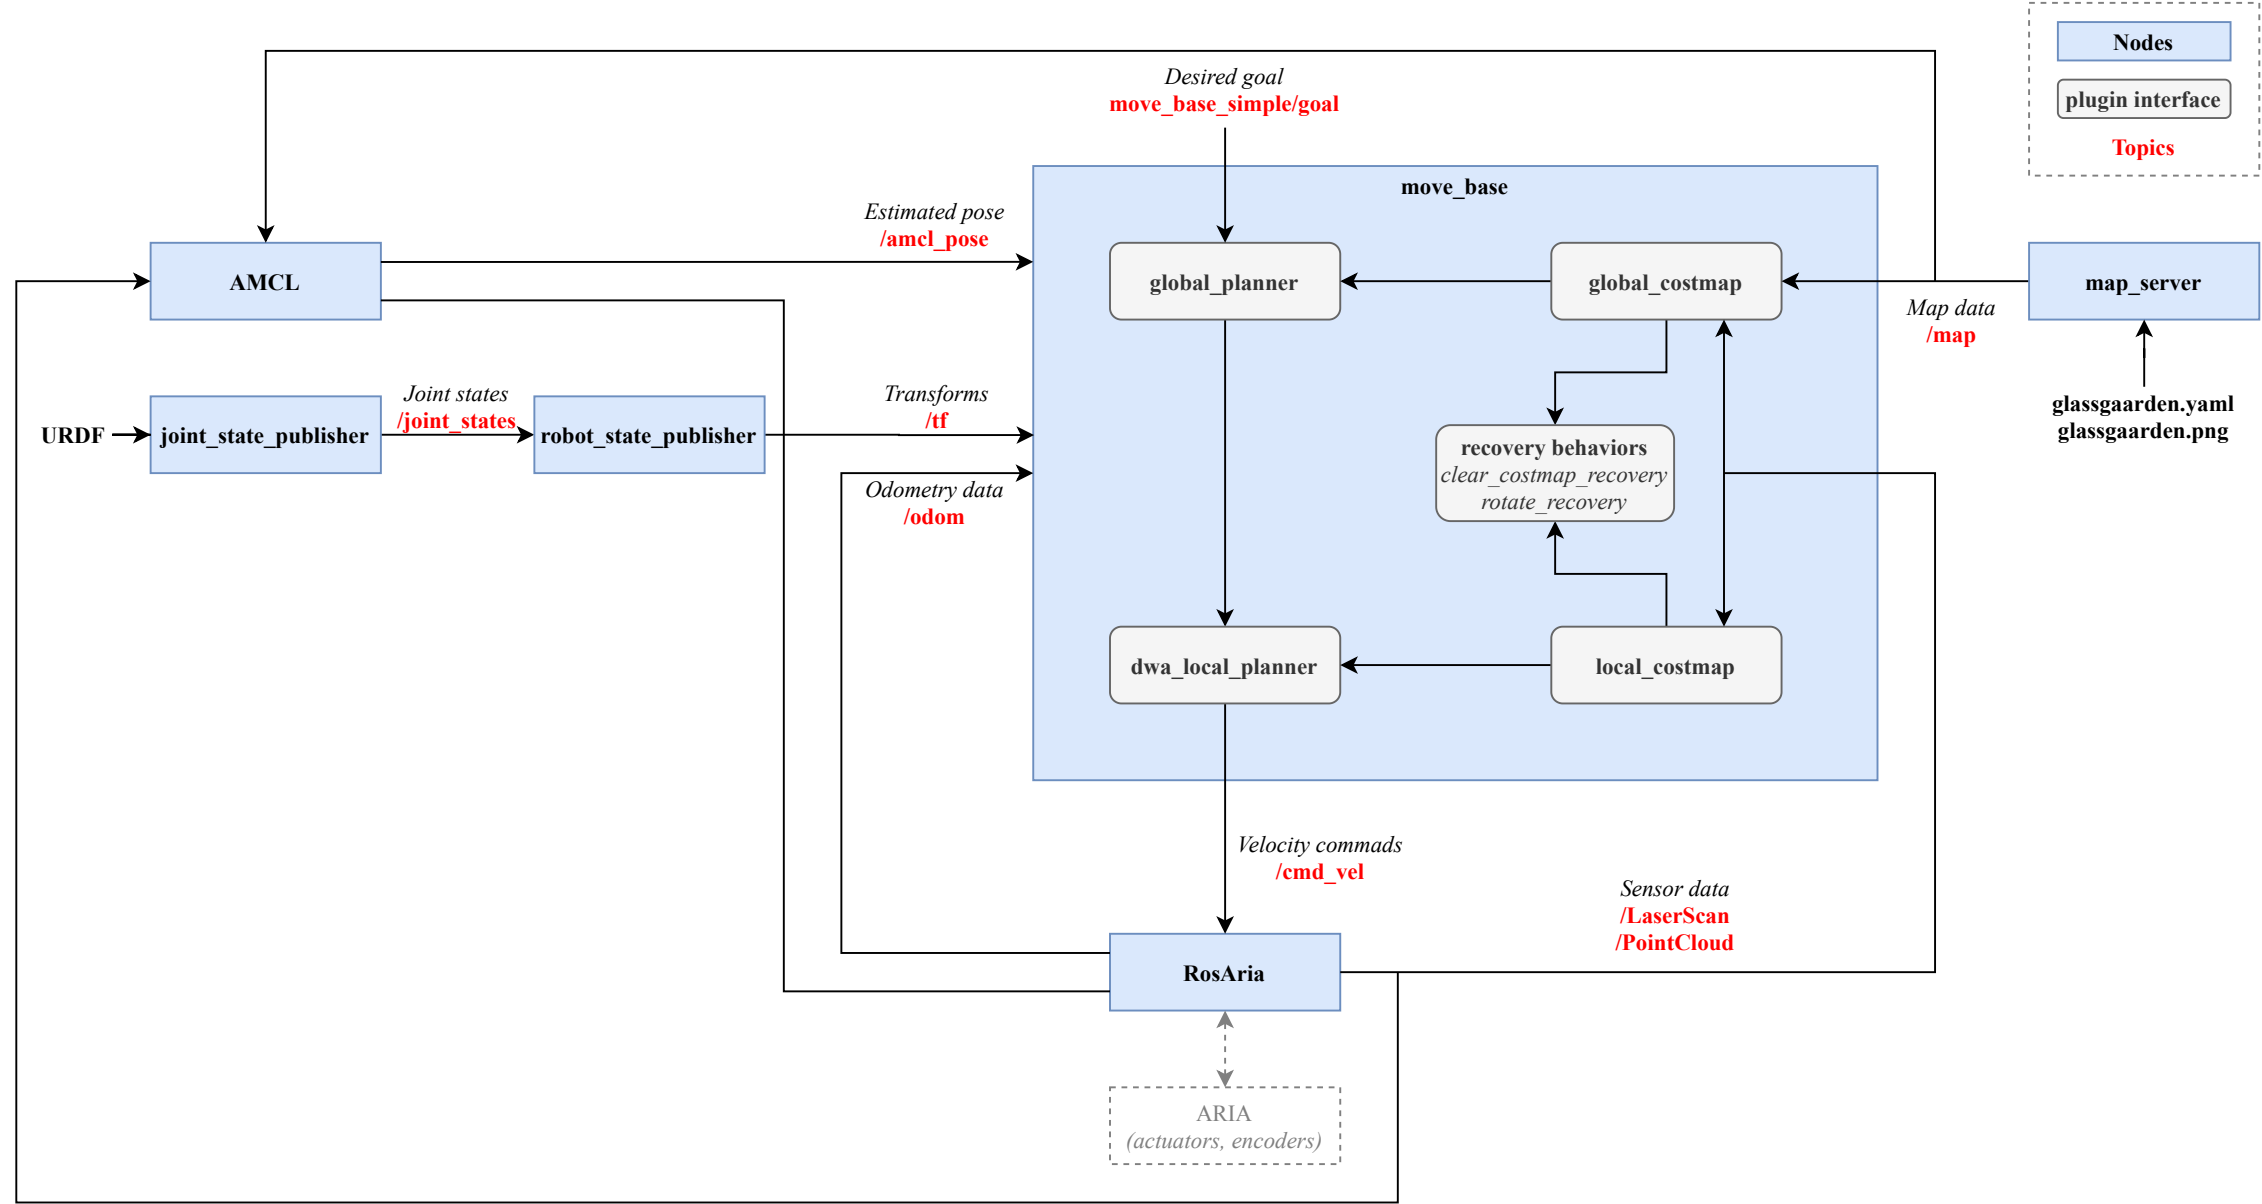 Nodes
plugin interface
Topics
Desired goal
move_base_simple/goal
move_base
Estimated pose
/amcl_pose
AMCL
global_planner
global_costmap
map_server
Map data
/map
glassgaarden.yaml
glassgaarden.png
URDF
joint_state_publisher
Joint states
/joint_states
robot_state_publisher
Transforms
/tf
Odometry data
/odom
recovery behaviors
clear_costmap_recovery
rotate_recovery
dwa_local_planner
local_costmap
Velocity commads
/cmd_vel
Sensor data
/LaserScan
/PointCloud
RosAria
ARIA
(actuators, encoders)